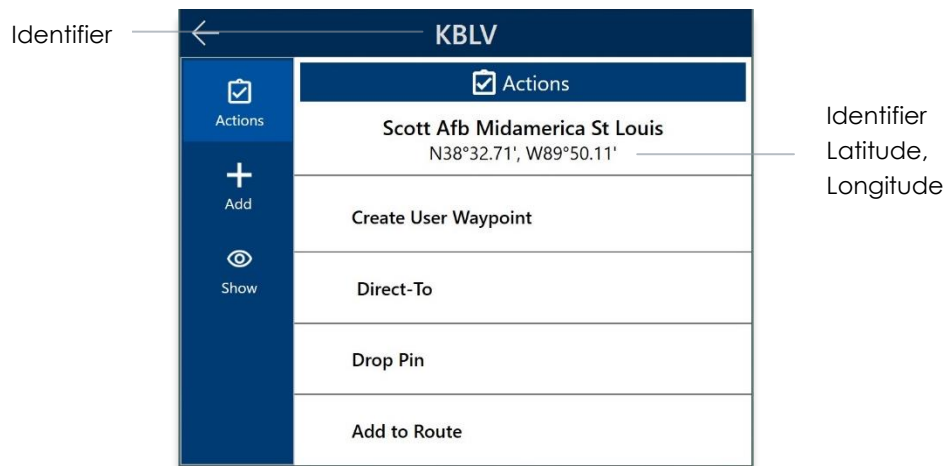 Identifier
KBLV
Actions
Add
Show
Actions
Scott Afb Midamerica St Louis
N38°32.71', W89°50.11'
Create User Waypoint
Direct-To
Drop Pin
Add to Route
Identifier
Latitude,
Longitude